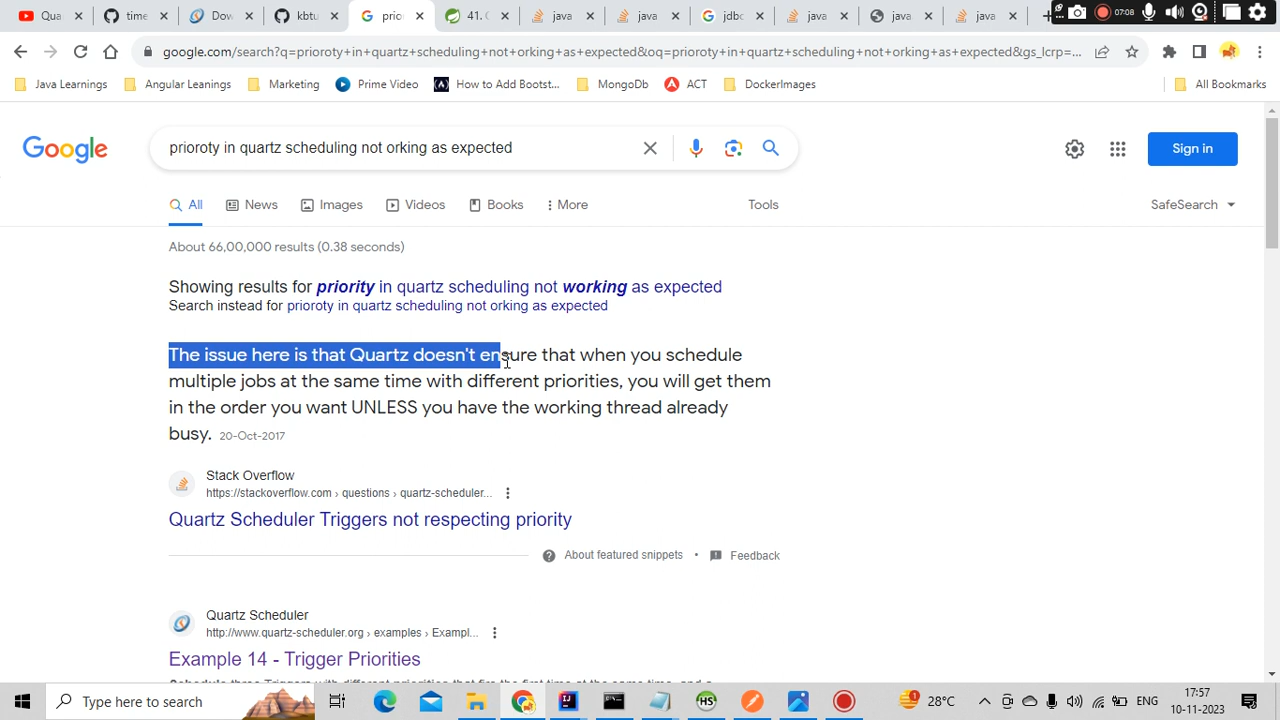 Qua
time
Dow
kbtu
prio
41. C
java
java
jdbc
java
java
java
07:08
google.com/search?q=prioroty+in+quartz+scheduling+not+orking+as+expected&oq=prioroty+in+quartz+scheduling+not+orking+as+expected&gs_lcrp=...
Java Learnings
Angular Leanings
Marketing
Prime Video
How to Add Bootst...
MongoDb
ACT
DockerImages
All Bookmarks
Google
prioroty in quartz scheduling not orking as expected
Sign in
All
News
Images
Videos
Books
More
Tools
SafeSearch
About 66,00,000 results (0.38 seconds)
Showing results for priority in quartz scheduling not working as expected
Search instead for prioroty in quartz scheduling not orking as expected
The issue here is that Quartz doesn't ensure that when you schedule
multiple jobs at the same time with different priorities, you will get them
in the order you want UNLESS you have the working thread already
busy. 20-Oct-2017
Stack Overflow
https://stackoverflow.com › questions › quartz-scheduler...
Quartz Scheduler Triggers not respecting priority
About featured snippets • Feedback
Quartz Scheduler
http://www.quartz-scheduler.org › examples › Exampl...
Example 14 - Trigger Priorities
Type here to search
28°C
ENG
17:57
10-11-2023